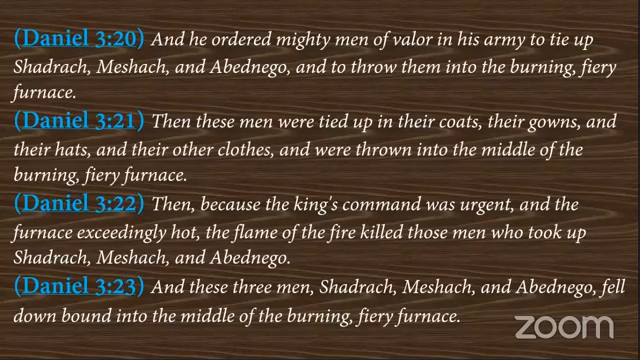 (Daniel 3:20) And he ordered mighty men of valor in his army to tie up
Shadrach, Meshach, and Abednego, and to throw them into the burning, fiery
furnace.
(Daniel 3:21) Then these men were tied up in their coats, their gowns, and
their hats, and their other clothes, and were thrown into the middle of the
burning, fiery furnace.
(Daniel 3:22) Then, because the king's command was urgent, and the
furnace exceedingly hot, the flame of the fire killed those men who took up
Shadrach, Meshach, and Abednego.
(Daniel 3:23) And these three men, Shadrach, Meshach, and Abednego, fell
down bound into the middle of the burning, fiery furnace.
zoom